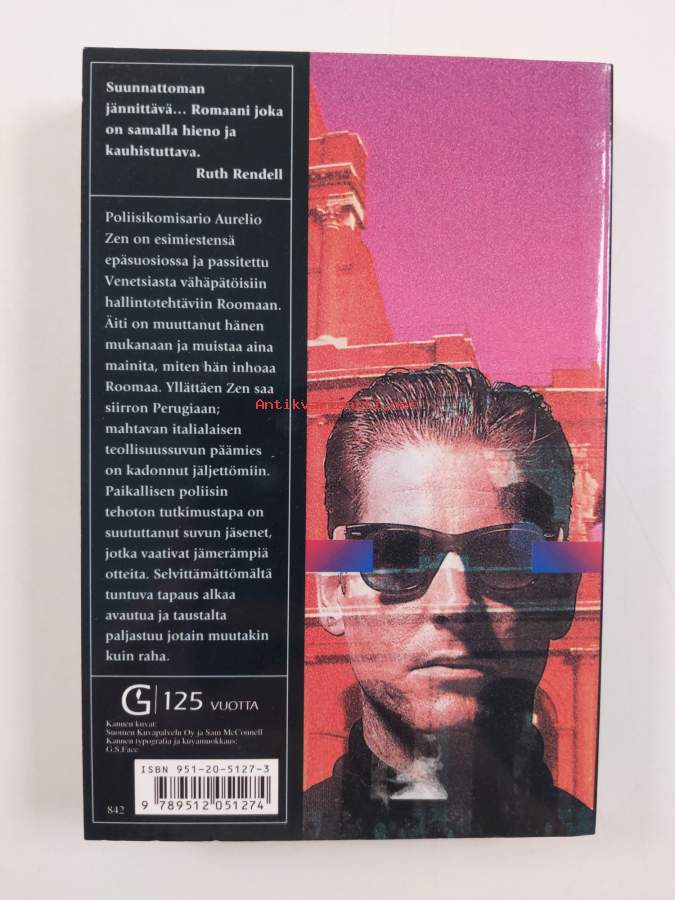 Suunnattoman
jännittävä... Romaani joka
on samalla hieno ja
kauhistuttava.
Ruth Rendell
Poliisikomisario Aurelio
Zen on esimiestensä
epäsuosiossa ja passitettu
Venetsiasta vähäpätöisiin
hallintotehtäviin Roomaan.
Äiti on muuttanut hänen
mukanaan ja muistaa aina
mainita, miten hän inhoaa
Roomaa. Yllättäen Zen saa
siirron Perugiaan;
mahtavan italialaisen
teollisuussuvun päämies
on kadonnut jäljettömiin.
Paikallisen poliisin
tehoton tutkimustapa on
suututtanut suvun jäsenet,
jotka vaativat jämerämpiä
otteita. Selvittämättömältä
tuntuva tapaus alkaa
avautua ja taustalta
paljastuu jotain muutakin
kuin raha.
G 125 VUOTTA
Kannen kuvat:
Suomen Kuvapalvelu Oy ja Sam McConnell
Kannen typografia ja kuvamuokkaus:
G.S.Face
ISBN 951-20-5127-3
9 789512 051274
842